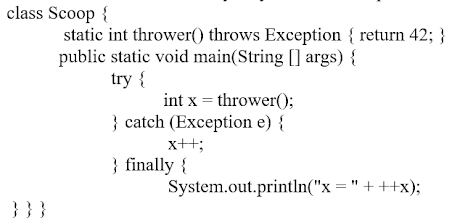 class Scoop {
static int thrower() throws Exception { return 42; }
public static void main(String [] args) {
try {
int x = thrower();
} catch (Exception e) {
x++;
} finally {
System.out.println("x = " + ++x);
} } }